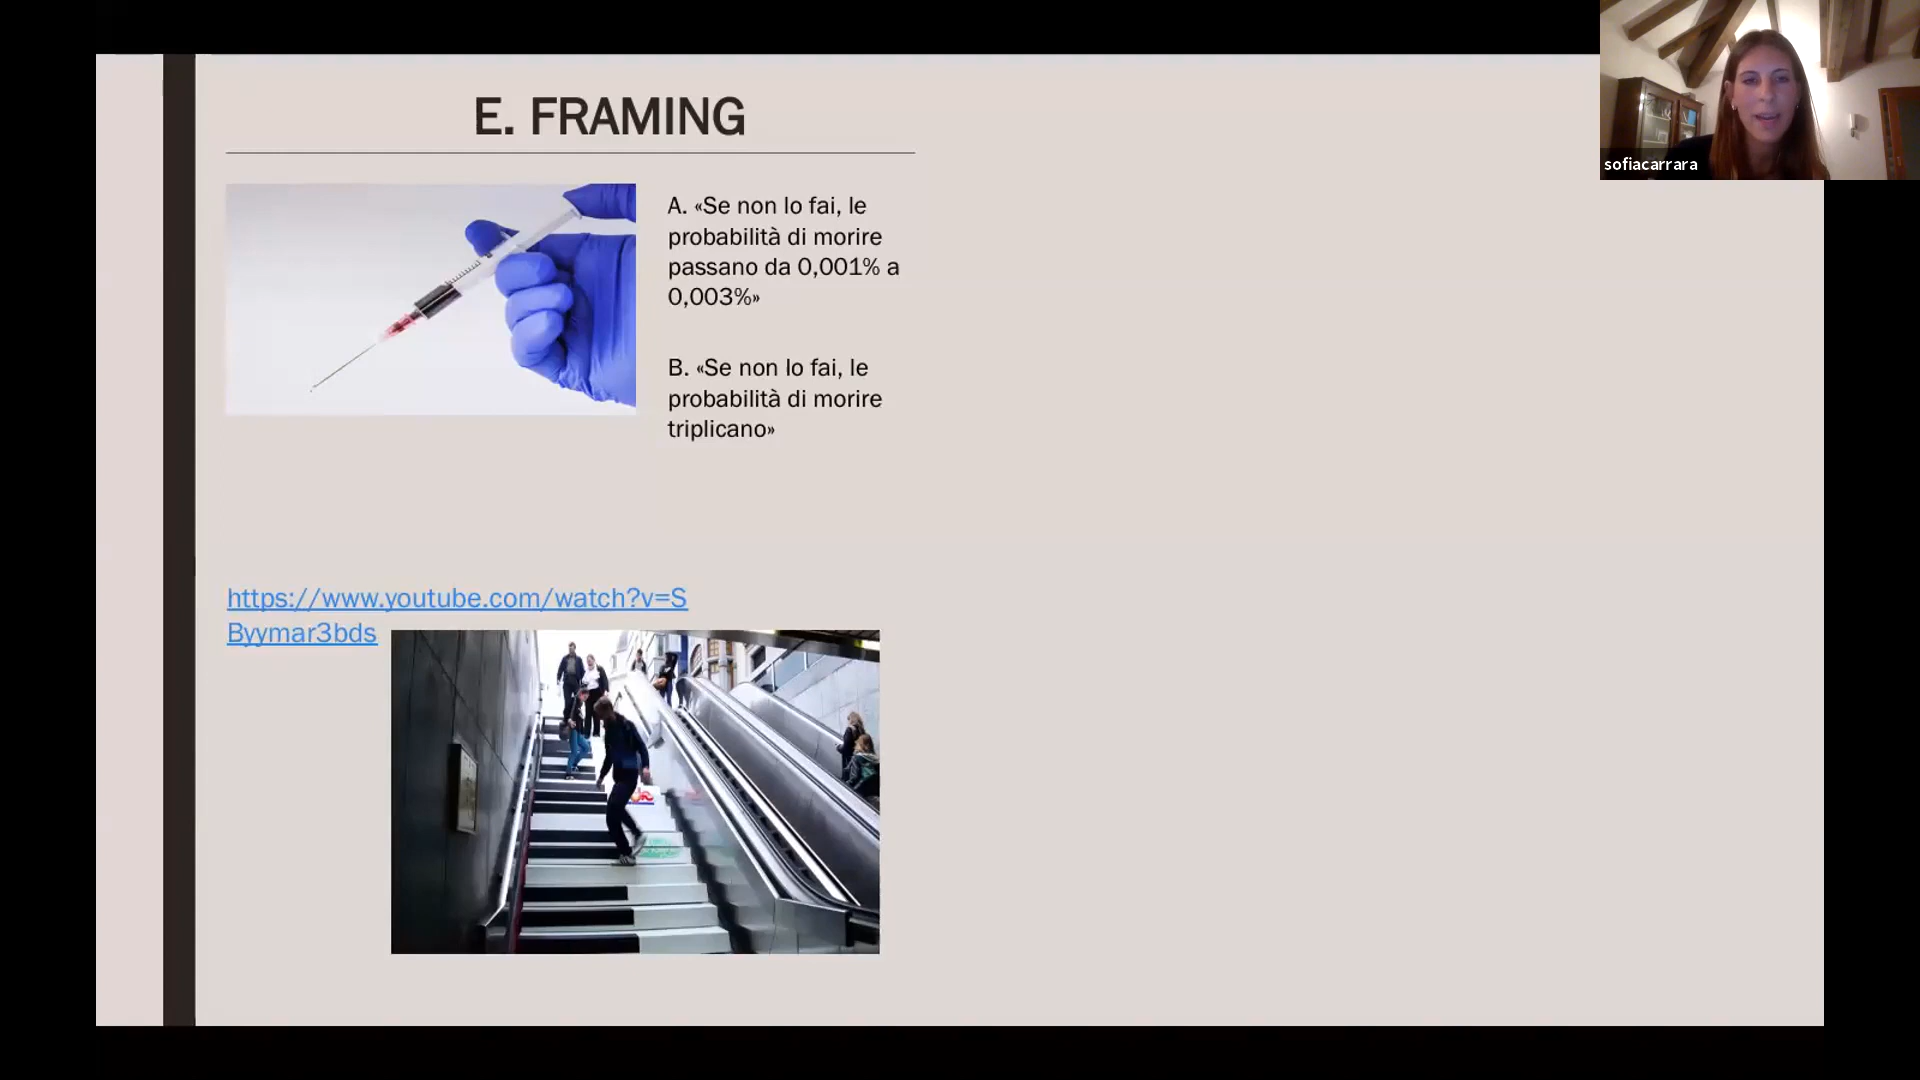 E. FRAMING
A. «Se non lo fai, le
probabilità di morire
passano da 0,001% a
0,003%»
B. «Se non lo fai, le
probabilità di morire
triplicano»
https://www.youtube.com/watch?v=S
Byymar3bds
sofiacarrara